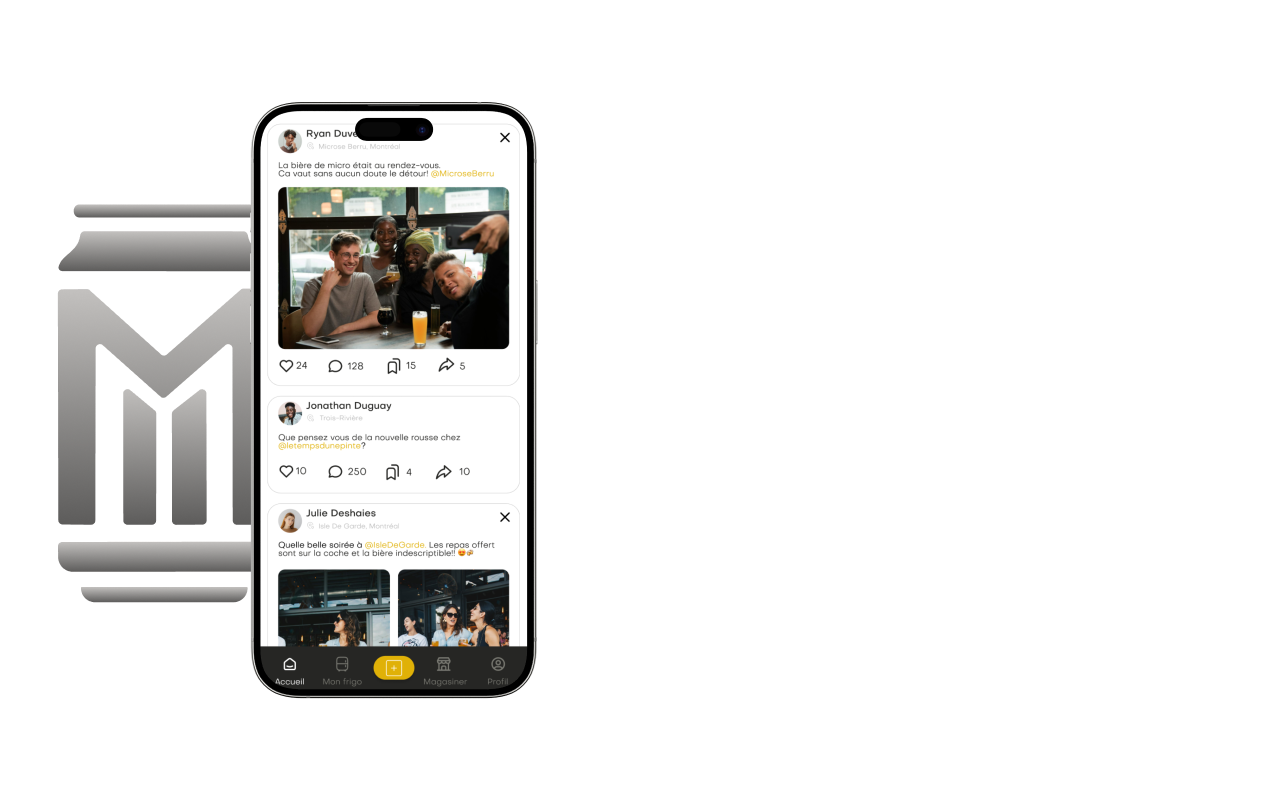 Ryan Duve
Microse Berru, Montréal
La bière de micro était au rendez-vous.
Ca vaut sans aucun doute le détour! @MicroseBerru
24 128 15 5
Jonathan Duguay
Trois-Rivière
Que pensez vous de la nouvelle rousse chez
@letempsdunepinte?
10 250 4 10
Julie Deshaies
Isle De Garde, Montréal
Quelle belle soirée à @IsleDeGarde Les repas offert
sont sur la coche et la bière indescriptible!! 😍🍻
Accueil Mon frigo Magasiner Profil